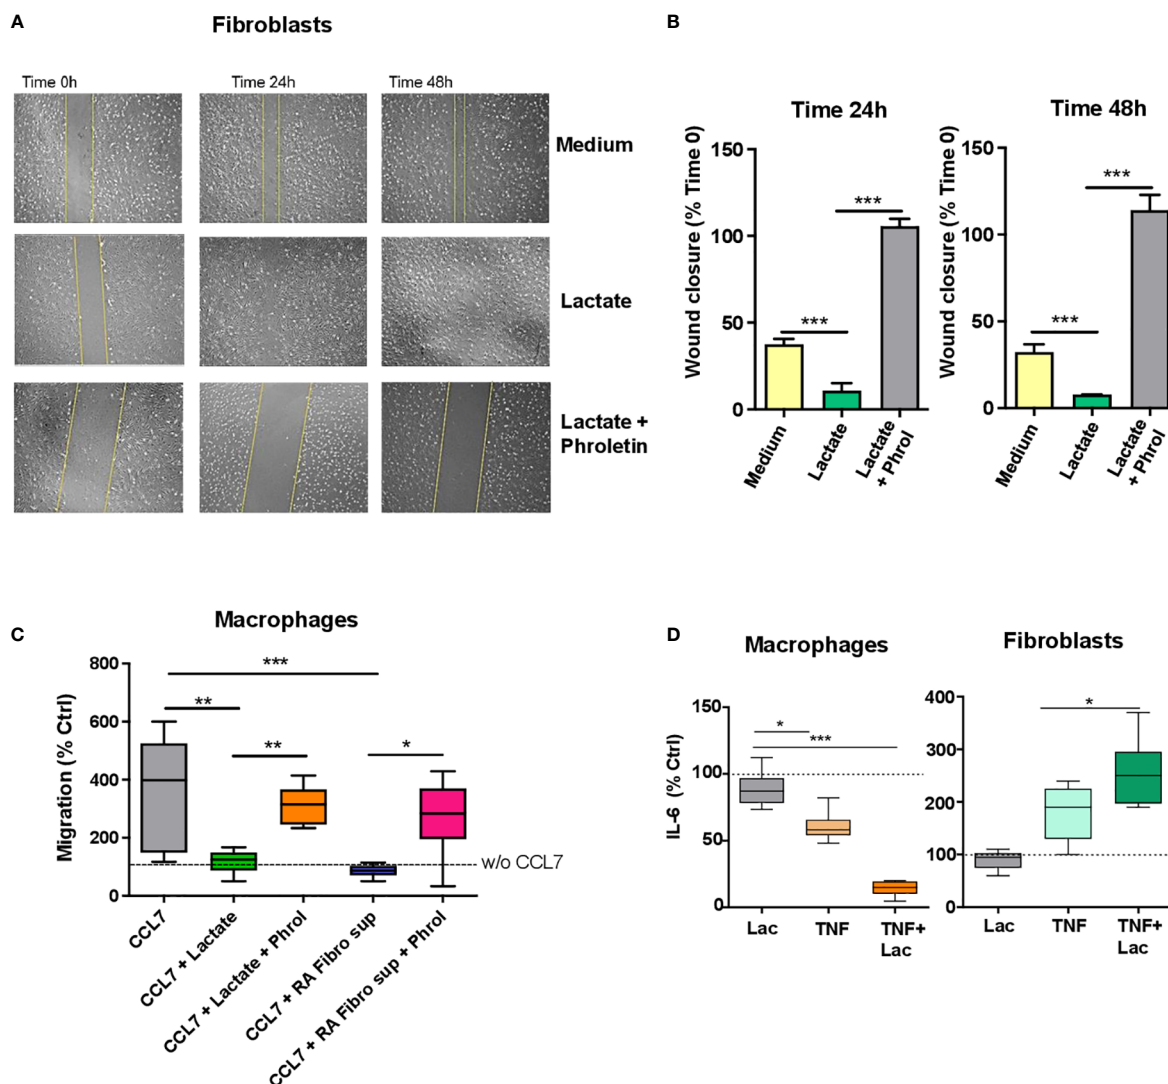 A
Fibroblasts
Time 0h
Time 24h
Time 48h
Medium
Lactate
Lactate +
Phroletin
B
Time 24h
Wound closure (% Time 0)
150
100
50
0
***
***
Medium
Lactate
Lactate
+ Phrol
Time 48h
Wound closure (% Time 0)
150
100
50
0
***
***
Medium
Lactate
Lactate
+ Phrol
C
Macrophages
Migration (% Ctrl)
800
600
400
200
0
***
**
**
*
w/o CCL7
CCL7
CCL7 + Lactate
CCL7 + Lactate + Phrol
CCL7 + RA Fibro sup
CCL7 + RA Fibro sup + Phrol
D
Macrophages
IL-6 (% Ctrl)
150
100
50
0
*
***
Lac
TNF
TNF+
Lac
Fibroblasts
400
300
200
100
0
*
Lac
TNF
TNF+
Lac